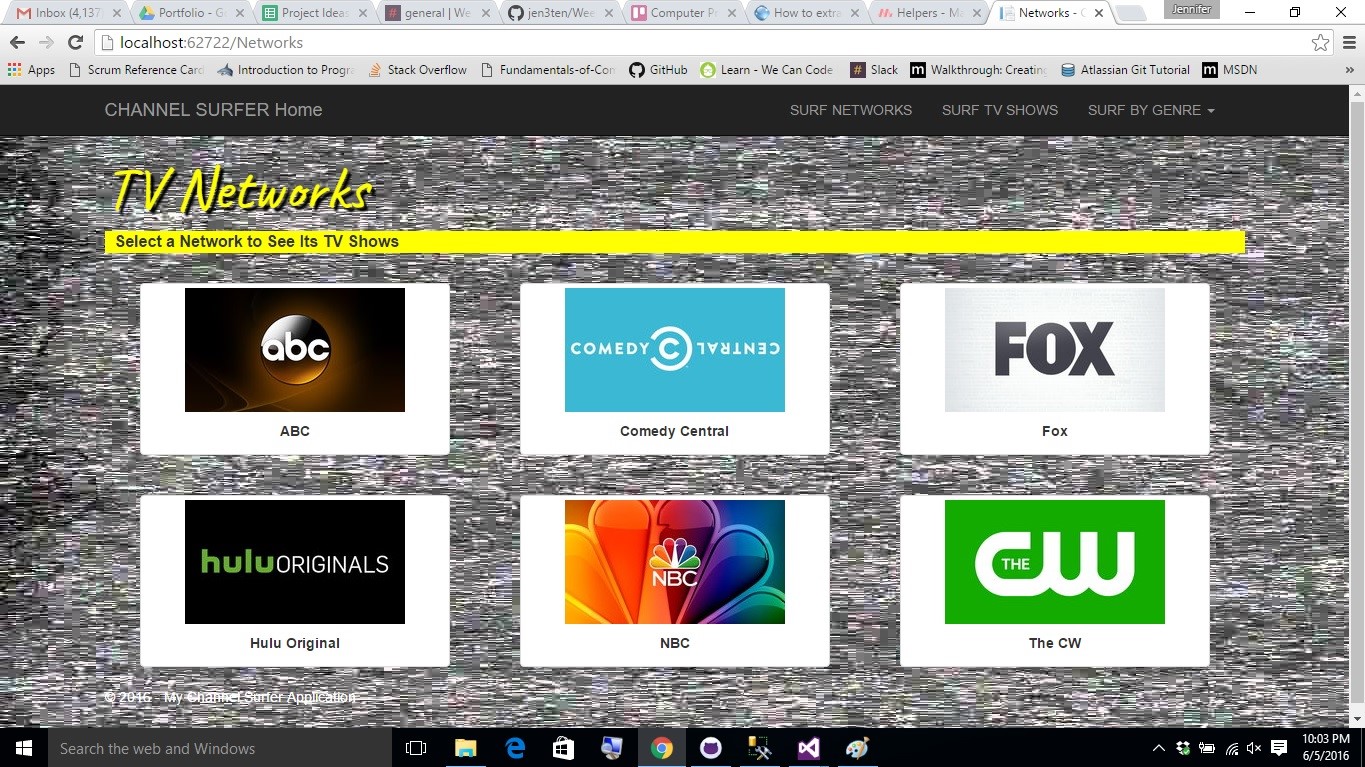 Inbox (4,137 Portfolio - G Project Ideas general | We jen3ten/Wee Computer P How to extra Helpers - Ma Networks - C Jennifer
localhost:62722/Networks
Apps Scrum Reference Card Introduction to Progra Stack Overflow Fundamentals-of-Con GitHub Learn - We Can Code Slack Walkthrough: Creating Atlassian Git Tutorial MSDN »
CHANNEL SURFER Home SURF NETWORKS SURF TV SHOWS SURF BY GENRE
TV Networks
Select a Network to See Its TV Shows
abc COMEDY CENTRAL FOX
ABC Comedy Central Fox
hulu ORIGINALS NBC THE CW
Hulu Original NBC The CW
© 2016 - My Channel Surfer Application
Search the web and Windows
10:03 PM
6/5/2016